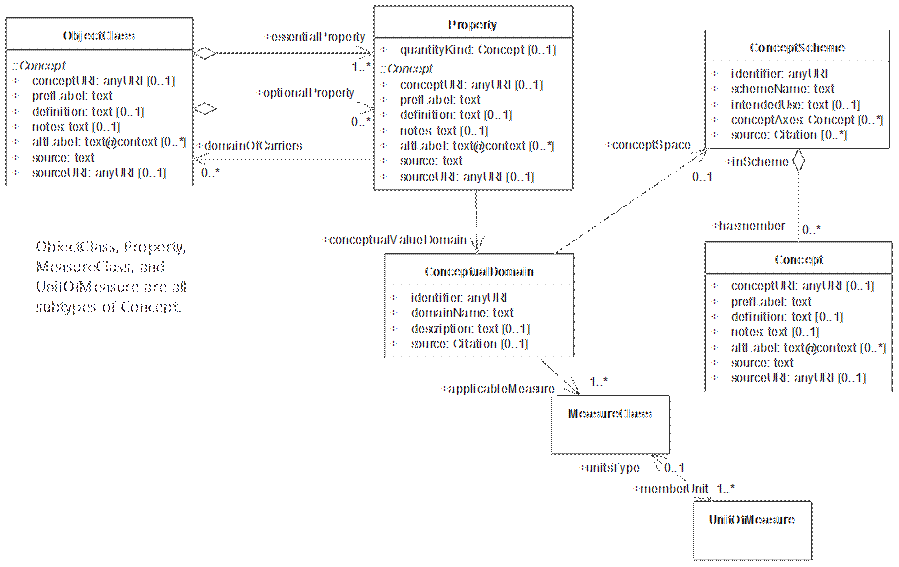 ObjectClass
::Concept
+ conceptURI: anyURI [0..1]
+ prefLabel: text
+ definition: text [0..1]
+ notes: text [0..1]
+ altLabel: text@context [0..*]
+ source: text
+ sourceURI: anyURI [0..1]
+essentialProperty
1..*
+optionalProperty
0..*
+domainOfCarriers
0..*
Property
+ quantityKind: Concept [0..1]
::Concept
+ conceptURI: anyURI [0..1]
+ prefLabel: text
+ definition: text [0..1]
+ notes: text [0..1]
+ altLabel: text@context [0..*]
+ source: text
+ sourceURI: anyURI [0..1]
ConceptScheme
+ identifier: anyURI
+ schemeName: text
+ intendedUse: text [0..1]
+ conceptAxes: Concept [0..*]
+ source: Citation [0..*]
+conceptSpace
0..1
+inScheme
+hasmember
0..*
ObjectClass, Property,
MeasureClass, and
UnitOfMeasure are all
subtypes of Concept.
+conceptualValueDomain
ConceptualDomain
+ identifier: anyURI
+ domainName: text
+ description: text [0..1]
+ source: Citation [0..1]
Concept
+ conceptURI: anyURI [0..1]
+ prefLabel: text
+ definition: text [0..1]
+ notes: text [0..1]
+ altLabel: text@context [0..*]
+ source: text
+ sourceURI: anyURI [0..1]
+applicableMeasure
1..*
MeasureClass
+unitsType
0..1
+memberUnit
1..*
UnitOfMeasure